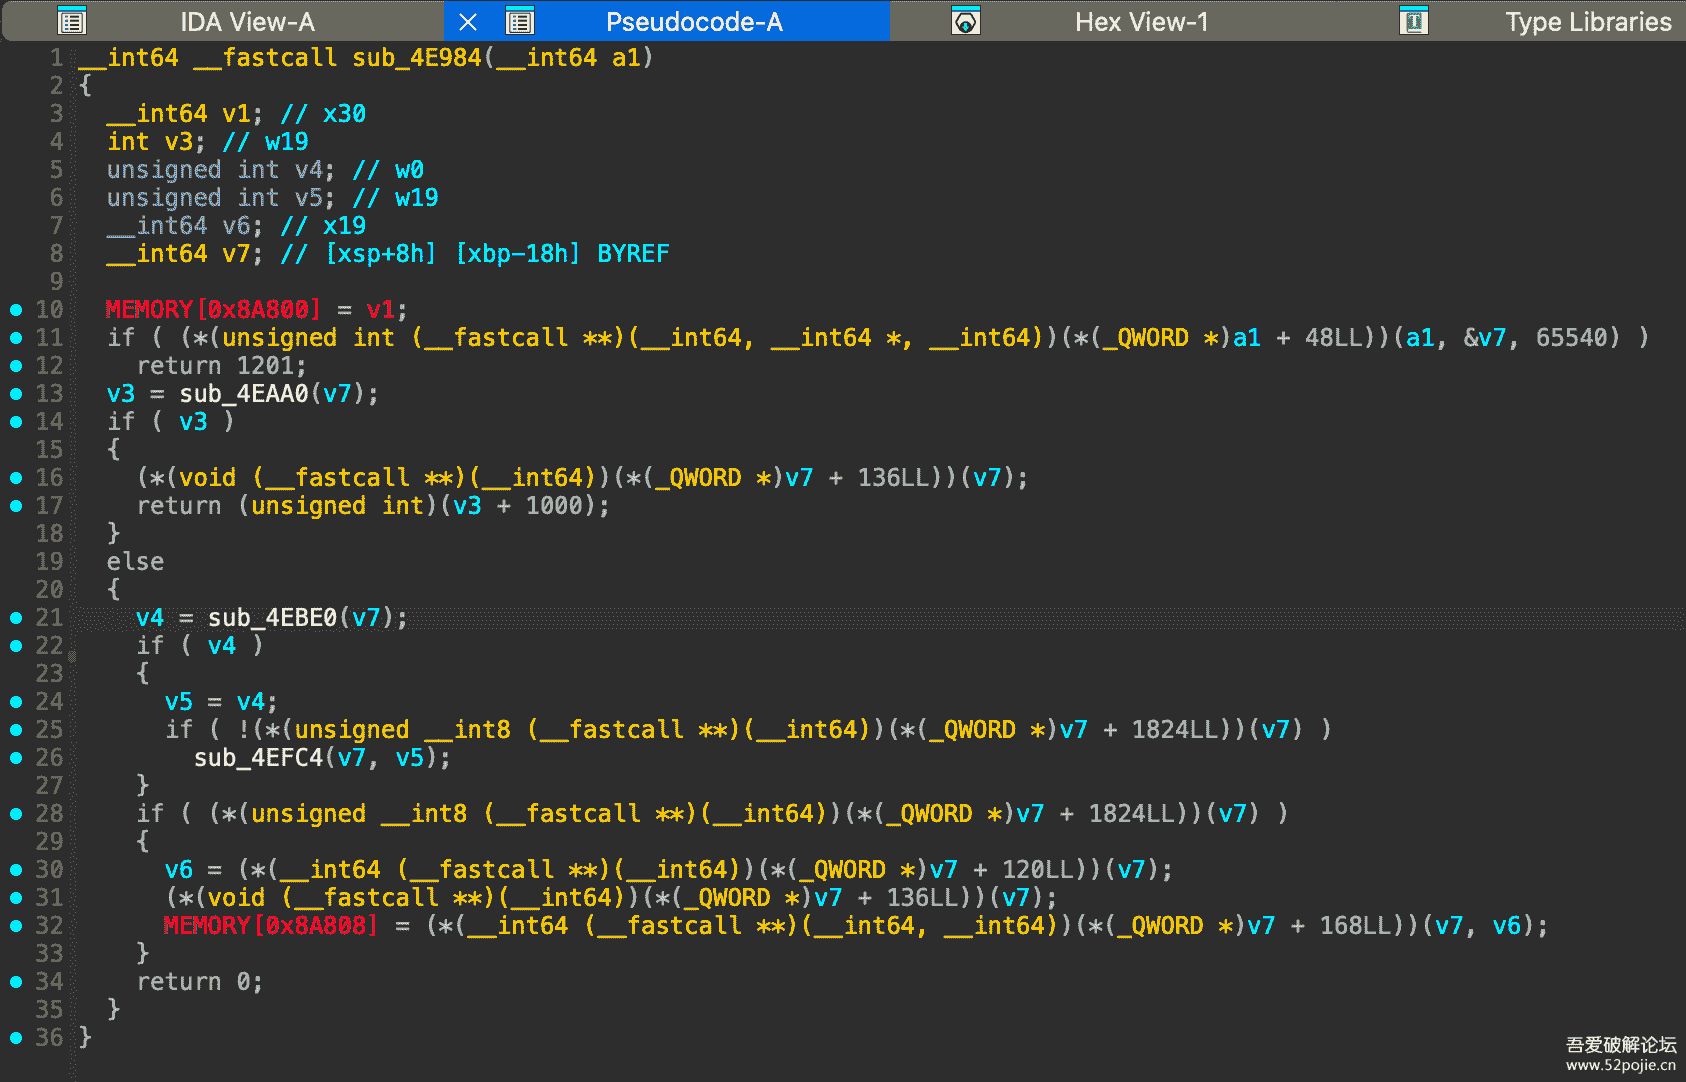 IDA View-A Pseudocode-A Hex View-1 Type Libraries
1 __int64 __fastcall sub_4E984(__int64 a1)
2 {
3   __int64 v1; // x30
4   int v3; // w19
5   unsigned int v4; // w0
6   unsigned int v5; // w19
7   __int64 v6; // x19
8   __int64 v7; // [xsp+8h] [xbp-18h] BYREF
9
10   MEMORY[0x8A800] = v1;
11   if ( (*(unsigned int (__fastcall **)(__int64, __int64 *, __int64))(*(_QWORD *)a1 + 48LL))(a1, &v7, 65540) )
12     return 1201;
13   v3 = sub_4EAA0(v7);
14   if ( v3 )
15   {
16     (*(void (__fastcall **)(__int64))(*(_QWORD *)v7 + 136LL))(v7);
17     return (unsigned int)(v3 + 1000);
18   }
19   else
20   {
21     v4 = sub_4EBE0(v7);
22     if ( v4 )
23     {
24       v5 = v4;
25       if ( !(*(unsigned __int8 (__fastcall **)(__int64))(*(_QWORD *)v7 + 1824LL))(v7) )
26         sub_4EFC4(v7, v5);
27     }
28     if ( (*(unsigned __int8 (__fastcall **)(__int64))(*(_QWORD *)v7 + 1824LL))(v7) )
29     {
30       v6 = (*(__int64 (__fastcall **)(__int64))(*(_QWORD *)v7 + 120LL))(v7);
31       (*(void (__fastcall **)(__int64))(*(_QWORD *)v7 + 136LL))(v7);
32       MEMORY[0x8A808] = (*(__int64 (__fastcall **)(__int64, __int64))(*(_QWORD *)v7 + 168LL))(v7, v6);
33     }
34     return 0;
35   }
36 }
吾爱破解论坛
www.52pojie.cn